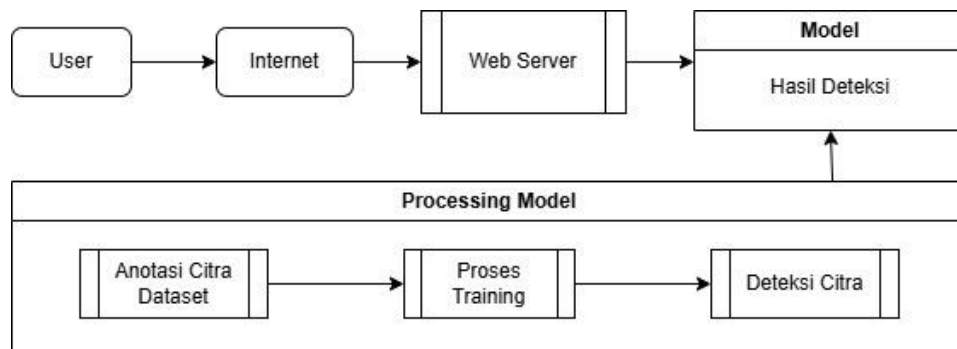 User
Internet
Web Server
Model
Hasil Deteksi
Processing Model
Anotasi Citra
Dataset
Proses
Training
Deteksi Citra